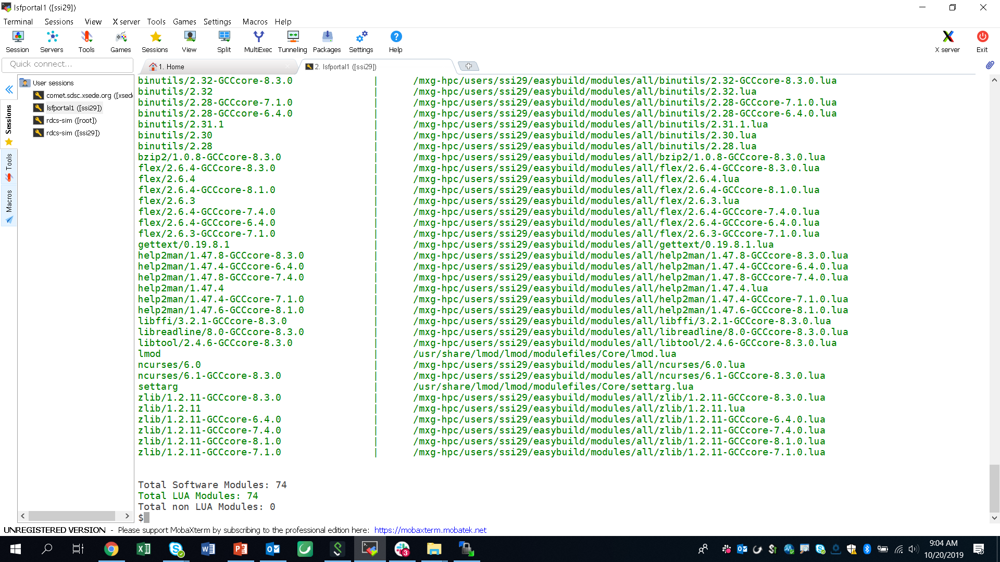 lsfportal1 ([ssi29])
Terminal Sessions View X server Tools Games Settings Macros Help
Session Servers Tools Games Sessions View Split MultiExec Tunneling Packages Settings Help X server Exit
Quick connect...
1. Home
2. lsfportal1 ([ssi29])
User sessions
comet.sdsc.xsede.org ([xsed
lsfportal1 ([ssi29])
rdcs-sim ([root])
rdcs-sim ([ssi29])
Sessions
Tools
Macros
binutils/2.32-GCCcore-8.3.0 | /mxg-hpc/users/ssi29/easybuild/modules/all/binutils/2.32-GCCcore-8.3.0.lua
binutils/2.32 | /mxg-hpc/users/ssi29/easybuild/modules/all/binutils/2.32.lua
binutils/2.28-GCCcore-7.1.0 | /mxg-hpc/users/ssi29/easybuild/modules/all/binutils/2.28-GCCcore-7.1.0.lua
binutils/2.28-GCCcore-6.4.0 | /mxg-hpc/users/ssi29/easybuild/modules/all/binutils/2.28-GCCcore-6.4.0.lua
binutils/2.31.1 | /mxg-hpc/users/ssi29/easybuild/modules/all/binutils/2.31.1.lua
binutils/2.30 | /mxg-hpc/users/ssi29/easybuild/modules/all/binutils/2.30.lua
binutils/2.28 | /mxg-hpc/users/ssi29/easybuild/modules/all/binutils/2.28.lua
bzip2/1.0.8-GCCcore-8.3.0 | /mxg-hpc/users/ssi29/easybuild/modules/all/bzip2/1.0.8-GCCcore-8.3.0.lua
flex/2.6.4-GCCcore-8.3.0 | /mxg-hpc/users/ssi29/easybuild/modules/all/flex/2.6.4-GCCcore-8.3.0.lua
flex/2.6.4 | /mxg-hpc/users/ssi29/easybuild/modules/all/flex/2.6.4.lua
flex/2.6.4-GCCcore-8.1.0 | /mxg-hpc/users/ssi29/easybuild/modules/all/flex/2.6.4-GCCcore-8.1.0.lua
flex/2.6.3 | /mxg-hpc/users/ssi29/easybuild/modules/all/flex/2.6.3.lua
flex/2.6.4-GCCcore-7.4.0 | /mxg-hpc/users/ssi29/easybuild/modules/all/flex/2.6.4-GCCcore-7.4.0.lua
flex/2.6.4-GCCcore-6.4.0 | /mxg-hpc/users/ssi29/easybuild/modules/all/flex/2.6.4-GCCcore-6.4.0.lua
flex/2.6.3-GCCcore-7.1.0 | /mxg-hpc/users/ssi29/easybuild/modules/all/flex/2.6.3-GCCcore-7.1.0.lua
gettext/0.19.8.1 | /mxg-hpc/users/ssi29/easybuild/modules/all/gettext/0.19.8.1.lua
help2man/1.47.8-GCCcore-8.3.0 | /mxg-hpc/users/ssi29/easybuild/modules/all/help2man/1.47.8-GCCcore-8.3.0.lua
help2man/1.47.4-GCCcore-6.4.0 | /mxg-hpc/users/ssi29/easybuild/modules/all/help2man/1.47.4-GCCcore-6.4.0.lua
help2man/1.47.8-GCCcore-7.4.0 | /mxg-hpc/users/ssi29/easybuild/modules/all/help2man/1.47.8-GCCcore-7.4.0.lua
help2man/1.47.4 | /mxg-hpc/users/ssi29/easybuild/modules/all/help2man/1.47.4.lua
help2man/1.47.4-GCCcore-7.1.0 | /mxg-hpc/users/ssi29/easybuild/modules/all/help2man/1.47.4-GCCcore-7.1.0.lua
help2man/1.47.6-GCCcore-8.1.0 | /mxg-hpc/users/ssi29/easybuild/modules/all/help2man/1.47.6-GCCcore-8.1.0.lua
libffi/3.2.1-GCCcore-8.3.0 | /mxg-hpc/users/ssi29/easybuild/modules/all/libffi/3.2.1-GCCcore-8.3.0.lua
libreadline/8.0-GCCcore-8.3.0 | /mxg-hpc/users/ssi29/easybuild/modules/all/libreadline/8.0-GCCcore-8.3.0.lua
libtool/2.4.6-GCCcore-8.3.0 | /mxg-hpc/users/ssi29/easybuild/modules/all/libtool/2.4.6-GCCcore-8.3.0.lua
lmod | /usr/share/lmod/lmod/modulefiles/Core/lmod.lua
ncurses/6.0 | /mxg-hpc/users/ssi29/easybuild/modules/all/ncurses/6.0.lua
ncurses/6.1-GCCcore-8.3.0 | /mxg-hpc/users/ssi29/easybuild/modules/all/ncurses/6.1-GCCcore-8.3.0.lua
settarg | /usr/share/lmod/lmod/modulefiles/Core/settarg.lua
zlib/1.2.11-GCCcore-8.3.0 | /mxg-hpc/users/ssi29/easybuild/modules/all/zlib/1.2.11-GCCcore-8.3.0.lua
zlib/1.2.11 | /mxg-hpc/users/ssi29/easybuild/modules/all/zlib/1.2.11.lua
zlib/1.2.11-GCCcore-6.4.0 | /mxg-hpc/users/ssi29/easybuild/modules/all/zlib/1.2.11-GCCcore-6.4.0.lua
zlib/1.2.11-GCCcore-7.4.0 | /mxg-hpc/users/ssi29/easybuild/modules/all/zlib/1.2.11-GCCcore-7.4.0.lua
zlib/1.2.11-GCCcore-8.1.0 | /mxg-hpc/users/ssi29/easybuild/modules/all/zlib/1.2.11-GCCcore-8.1.0.lua
zlib/1.2.11-GCCcore-7.1.0 | /mxg-hpc/users/ssi29/easybuild/modules/all/zlib/1.2.11-GCCcore-7.1.0.lua
Total Software Modules: 74
Total LUA Modules: 74
Total non LUA Modules: 0
$
UNREGISTERED VERSION - Please support MobaXterm by subscribing to the professional edition here: https://mobaxterm.mobatek.net
9:04 AM
10/20/2019